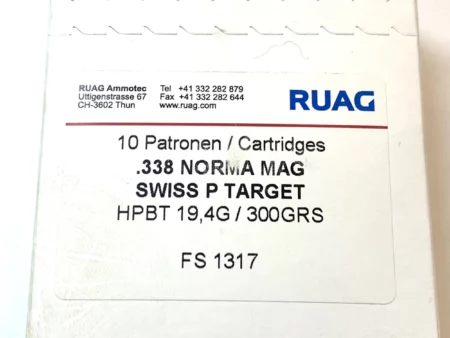 RUAG Ammotec Tel +41 332 282 879
Uttigenstrasse 67 Fax +41 332 282 644
CH-3602 Thun www.ruag.com
RUAG
10 Patronen / Cartridges
.338 NORMA MAG
SWISS P TARGET
HPBT 19,4G / 300GRS
FS 1317